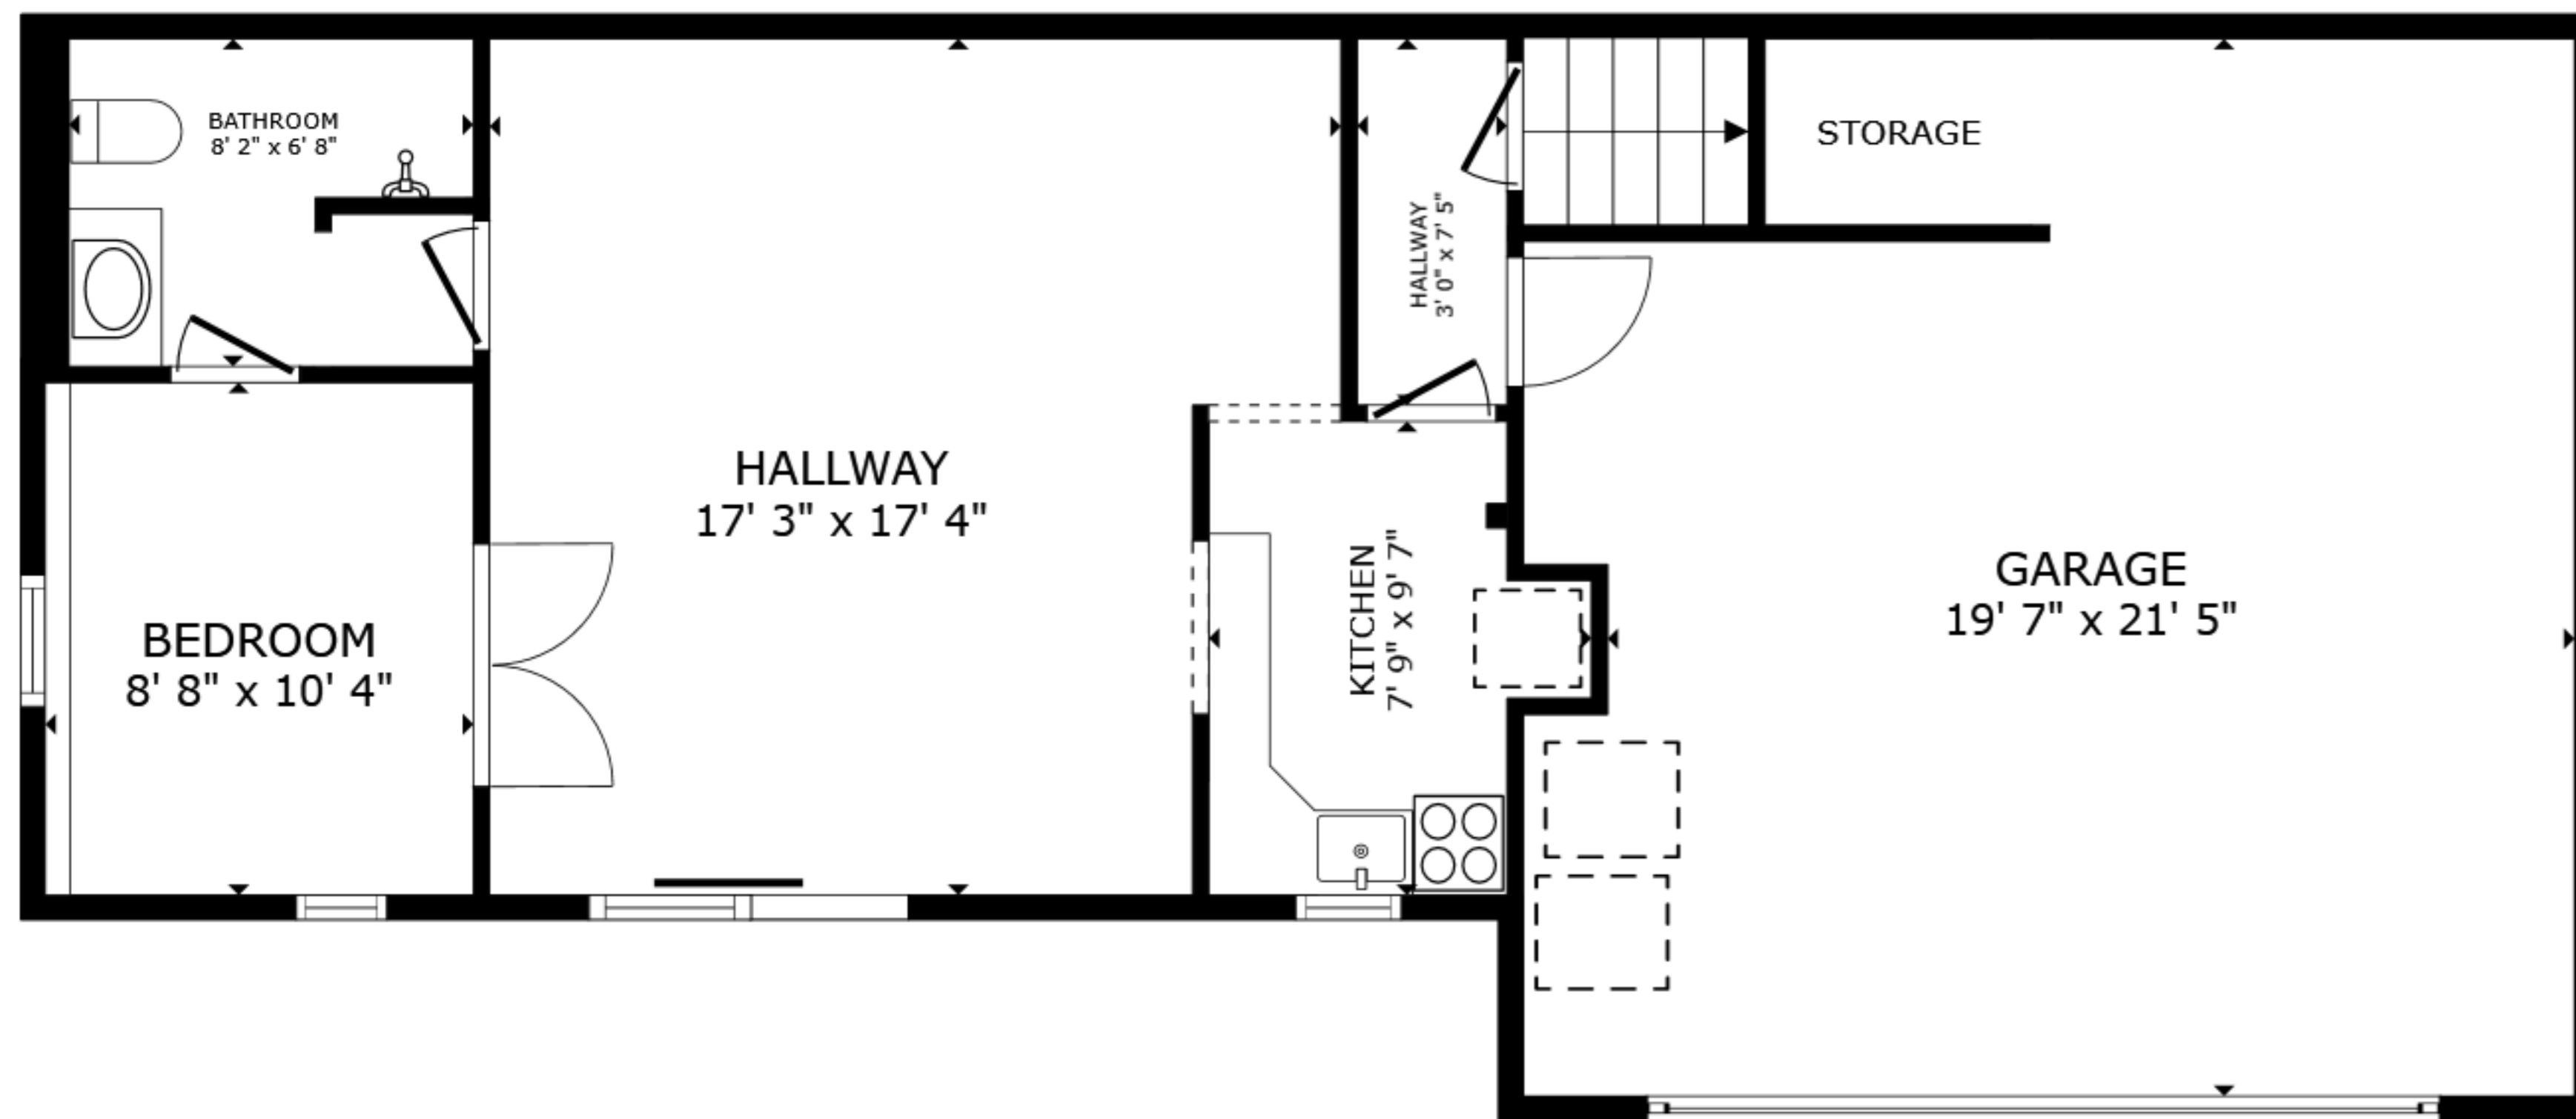 BATHROOM
8' 2" x 6' 8"
STORAGE
HALLWAY
3' 0" x 7' 5"
HALLWAY
17' 3" x 17' 4"
KITCHEN
7' 9" x 9' 7"
GARAGE
19' 7" x 21' 5"
BEDROOM
8' 8" x 10' 4"